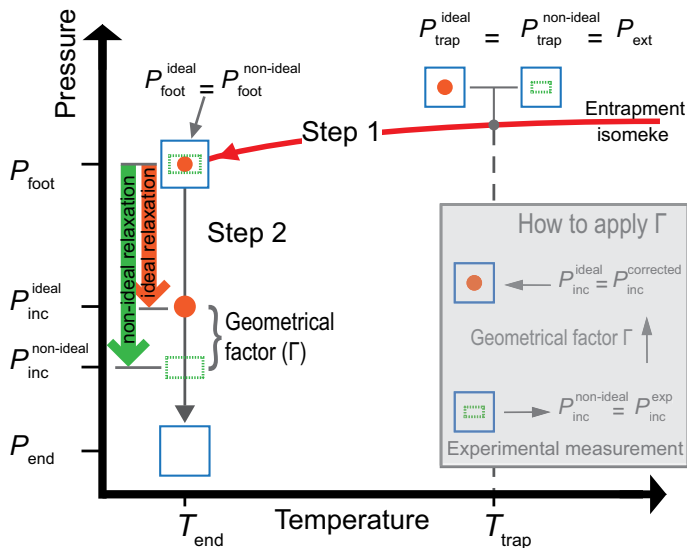 Pressure
P_trap^ideal = P_trap^non-ideal = P_ext
P_foot^ideal = P_foot^non-ideal
Step 1
Entrapment
isomeke
P_foot
non-ideal relaxation
ideal relaxation
Step 2
How to apply Γ
P_inc^ideal = P_inc^corrected
P_inc^ideal
Geometrical
factor (Γ)
Geometrical factor Γ
P_inc^non-ideal
P_inc^non-ideal = P_inc^exp
P_end
Experimental measurement
T_end
Temperature
T_trap